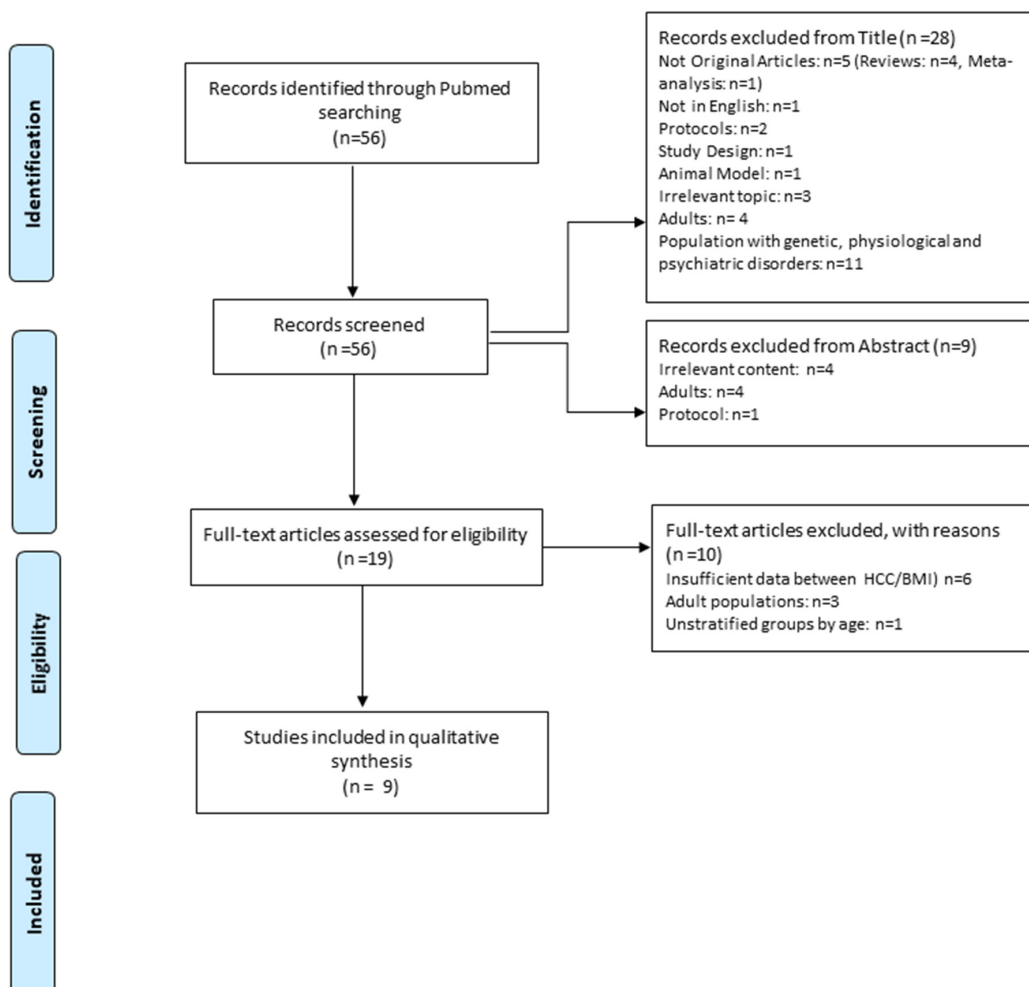 Identification
Records identified through Pubmed
searching
(n=56)
Records excluded from Title (n =28)
Not Original Articles: n=5 (Reviews: n=4, Meta-
analysis: n=1)
Not in English: n=1
Protocols: n=2
Study Design: n=1
Animal Model: n=1
Irrelevant topic: n=3
Adults: n= 4
Population with genetic, physiological and
psychiatric disorders: n=11
Screening
Records screened
(n=56)
Records excluded from Abstract (n=9)
Irrelevant content: n=4
Adults: n=4
Protocol: n=1
Eligibility
Full-text articles assessed for eligibility
(n =19)
Full-text articles excluded, with reasons
(n =10)
Insufficient data between HCC/BMI) n=6
Adult populations: n=3
Unstratified groups by age: n=1
Studies included in qualitative
synthesis
(n = 9)
Included